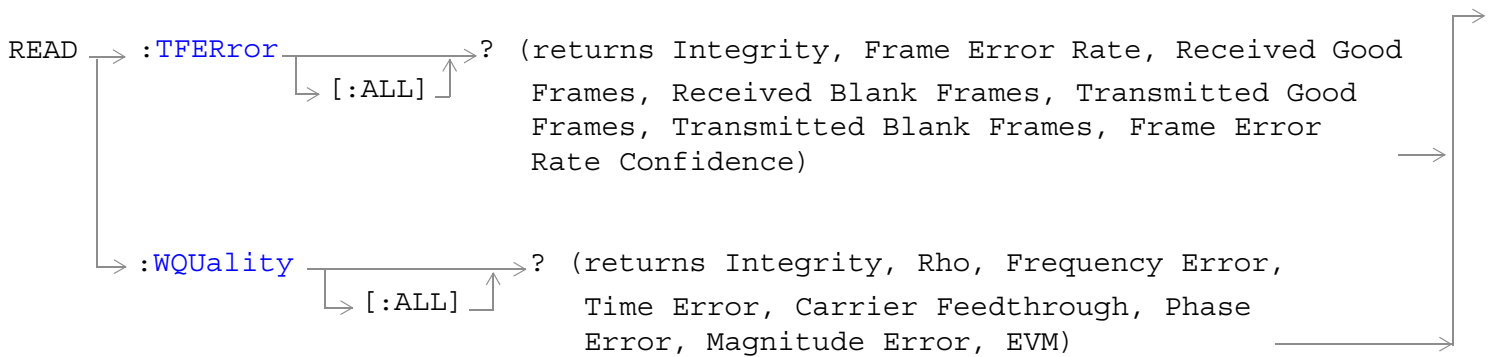 READ :TFERror ? (returns Integrity, Frame Error Rate, Received Good
[:ALL] Frames, Received Blank Frames, Transmitted Good
Frames, Transmitted Blank Frames, Frame Error
Rate Confidence)
:WQUality ? (returns Integrity, Rho, Frequency Error,
[:ALL] Time Error, Carrier Feedthrough, Phase
Error, Magnitude Error, EVM)